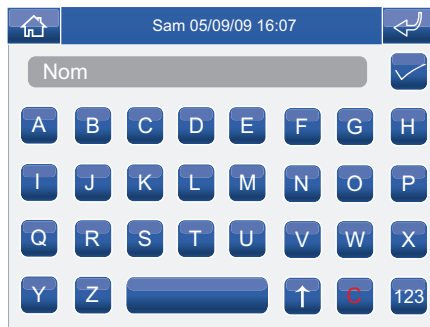 Sam 05/09/09 16:07
Nom
A B C D E F G H
I J K L M N O P
Q R S T U V W X
Y Z ↑ C 123